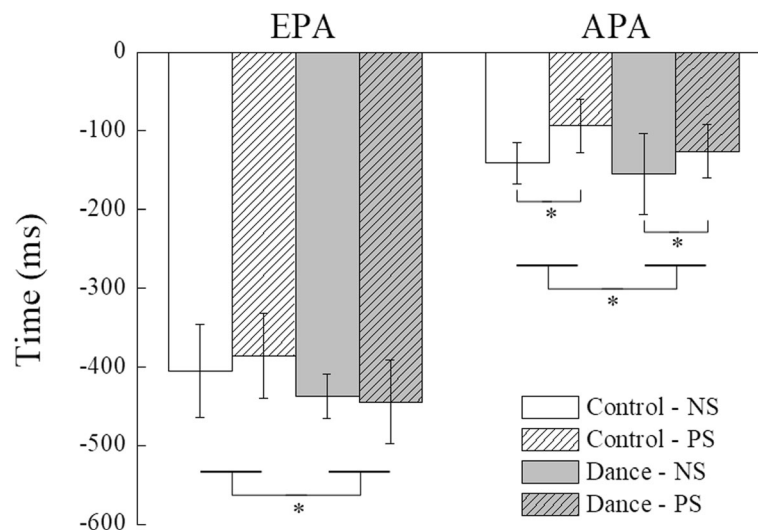 EPA APA
0
-100
-200
-300
-400
-500
-600
Time (ms)
*
*
*
*
Control - NS
Control - PS
Dance - NS
Dance - PS